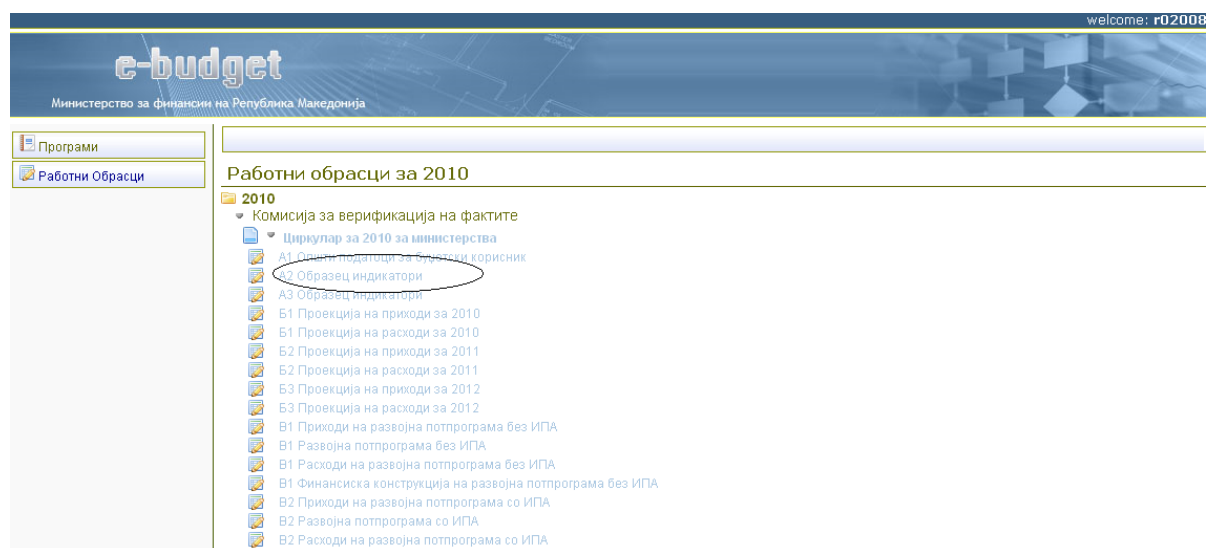 welcome: r02008
e-budget
Министерство за финансии на Република Македонија
Програми
Работни Обрасци
Работни обрасци за 2010
2010
Комисија за верификација на фактите
Циркулар за 2010 за министерства
А1 Општи податоци за буџетски корисник
А2 Образец индикатори
А3 Образец индикатори
Б1 Проекција на приходи за 2010
Б1 Проекција на расходи за 2010
Б2 Проекција на приходи за 2011
Б2 Проекција на расходи за 2011
Б3 Проекција на приходи за 2012
Б3 Проекција на расходи за 2012
В1 Приходи на развојна потпрограма без ИПА
В1 Развојна потпрограма без ИПА
В1 Расходи на развојна потпрограма без ИПА
В1 Финансиска конструкција на развојна потпрограма без ИПА
В2 Приходи на развојна потпрограма со ИПА
В2 Развојна потпрограма со ИПА
В2 Расходи на развојна потпрограма со ИПА